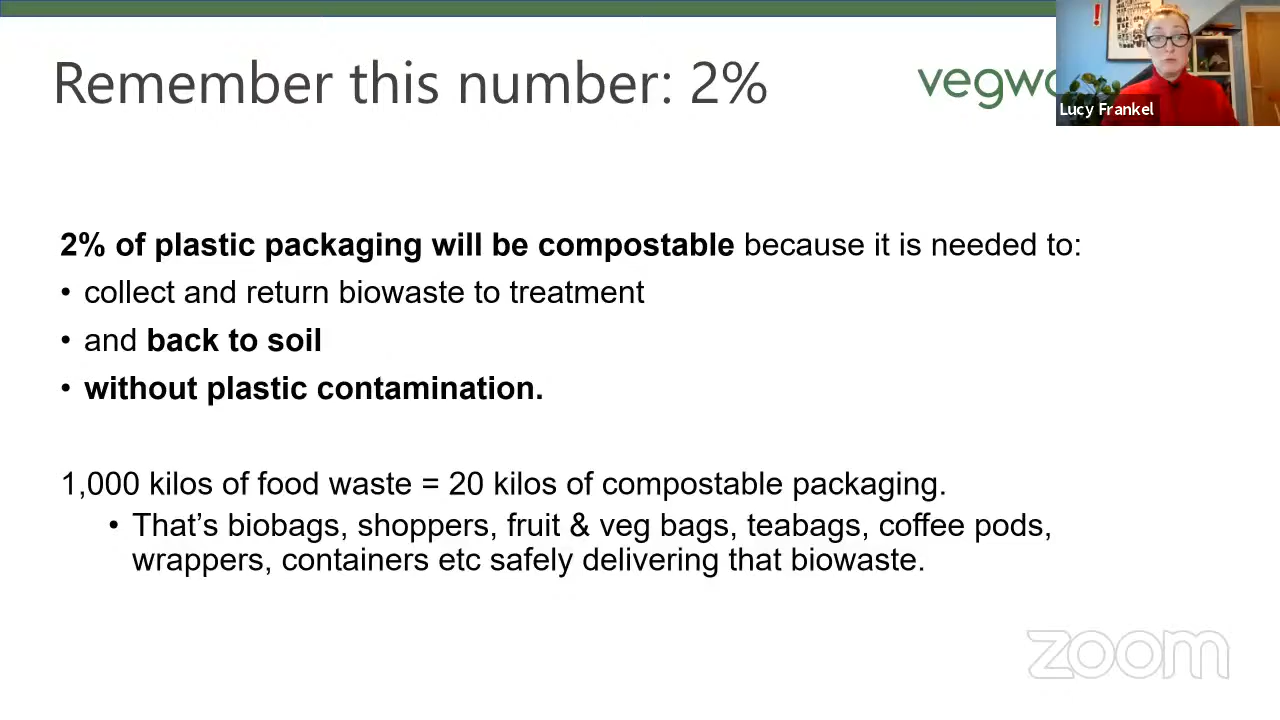 Remember this number: 2%
vegwa
Lucy Frankel
2% of plastic packaging will be compostable because it is needed to:
• collect and return biowaste to treatment
• and back to soil
• without plastic contamination.
1,000 kilos of food waste = 20 kilos of compostable packaging.
• That’s biobags, shoppers, fruit & veg bags, teabags, coffee pods,
wrappers, containers etc safely delivering that biowaste.
zoom